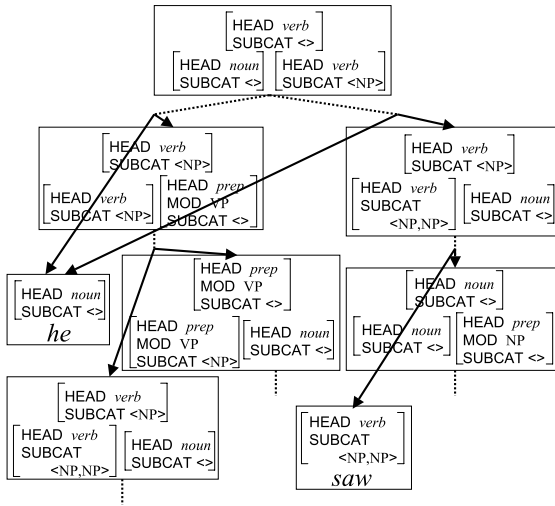 HEAD verb
SUBCAT <>
HEAD noun
SUBCAT <>
HEAD verb
SUBCAT <NP>
HEAD verb
SUBCAT <NP>
HEAD verb
SUBCAT <NP>
HEAD prep
MOD VP
SUBCAT <>
HEAD verb
SUBCAT <NP>
HEAD verb
SUBCAT
<NP,NP>
HEAD noun
SUBCAT <>
HEAD noun
SUBCAT <>
he
HEAD prep
MOD VP
SUBCAT <>
HEAD prep
MOD VP
SUBCAT <NP>
HEAD noun
SUBCAT <>
HEAD noun
SUBCAT <>
HEAD noun
SUBCAT <>
HEAD prep
MOD NP
SUBCAT <>
HEAD verb
SUBCAT <NP>
HEAD verb
SUBCAT
<NP,NP>
HEAD noun
SUBCAT <>
HEAD verb
SUBCAT
<NP,NP>
saw